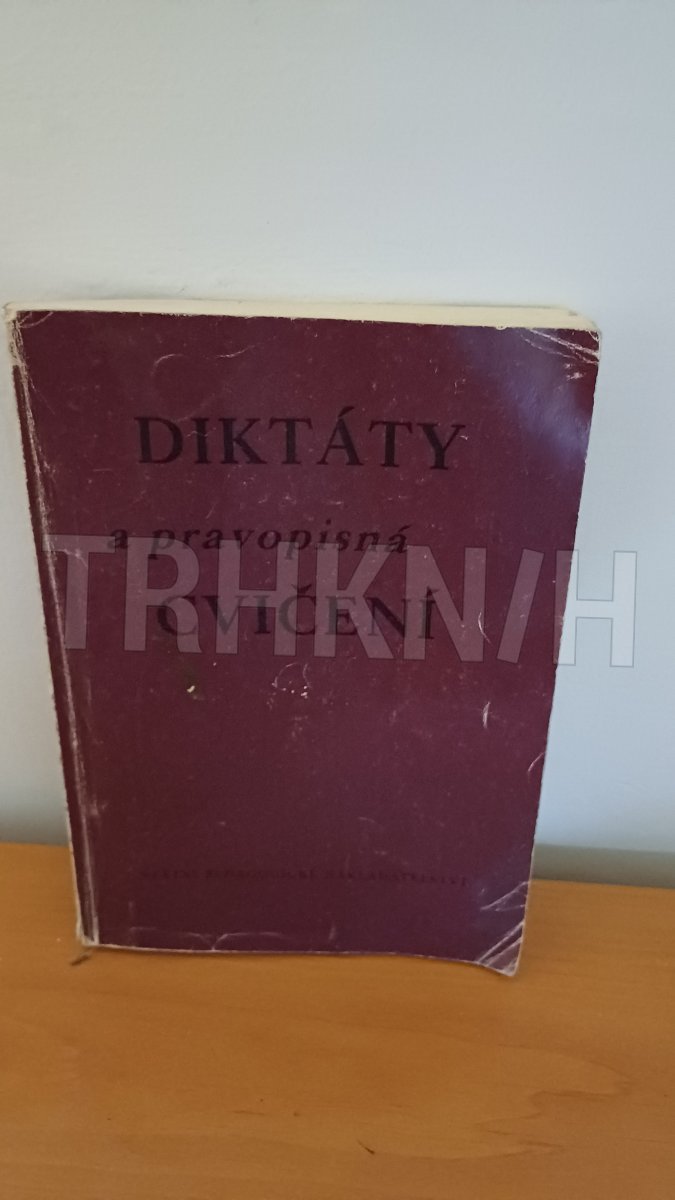 DIKTÁTY
a pravopisná
TRHKNIH
CVIČENÍ
STÁTNÍ PEDAGOGICKÉ NAKLADATELSTVÍ